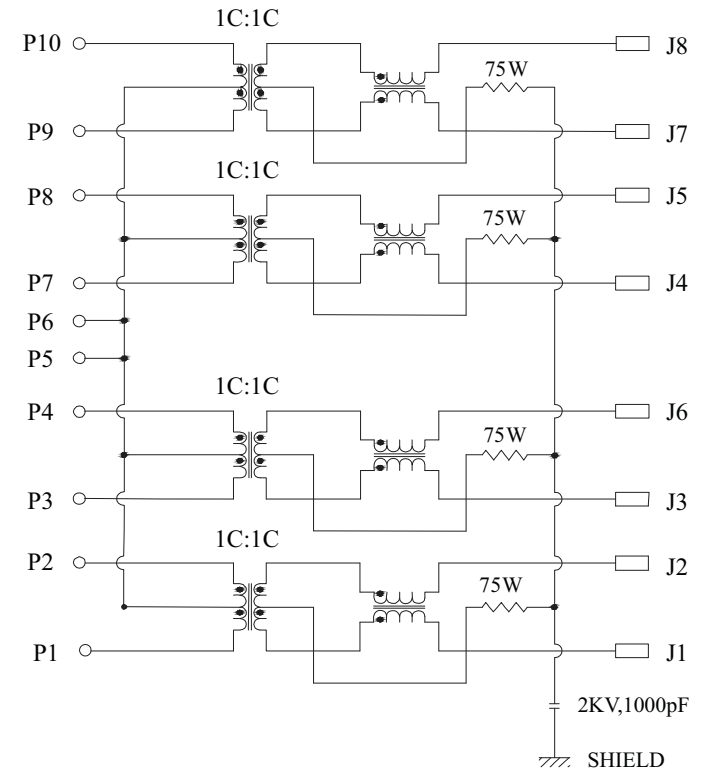 1C:1C
P10
J8
75W
P9
J7
1C:1C
P8
J5
75W
P7
J4
P6
P5
1C:1C
P4
J6
75W
P3
J3
1C:1C
P2
J2
75W
P1
J1
2KV,1000pF
SHIELD